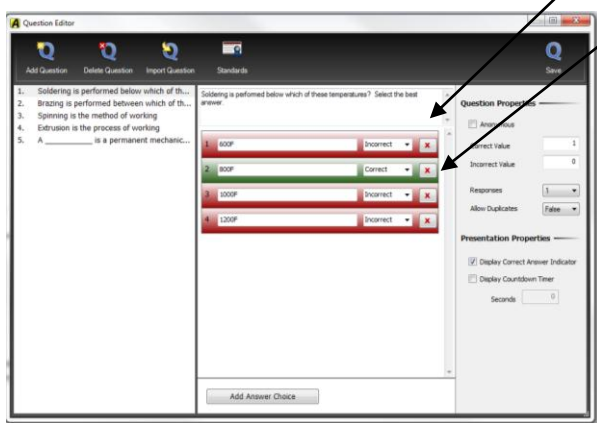 Question Editor
Add Question Delete Question Import Question Standards Save
1. Soldering is performed below which of th...
2. Brazing is performed between which of th...
3. Spinning is the method of working
4. Extrusion is the process of working
5. A __________ is a permanent mechanic...
Soldering is performed below which of these temperatures? Select the best
answer.
1 600F Incorrect x
2 800F Correct x
3 1000F Incorrect x
4 1200F Incorrect x
Add Answer Choice
Question Properties
Anonymous
Correct Value 1
Incorrect Value 0
Responses 1
Allow Duplicates False
Presentation Properties
Display Correct Answer Indicator
Display Countdown Timer
Seconds 0